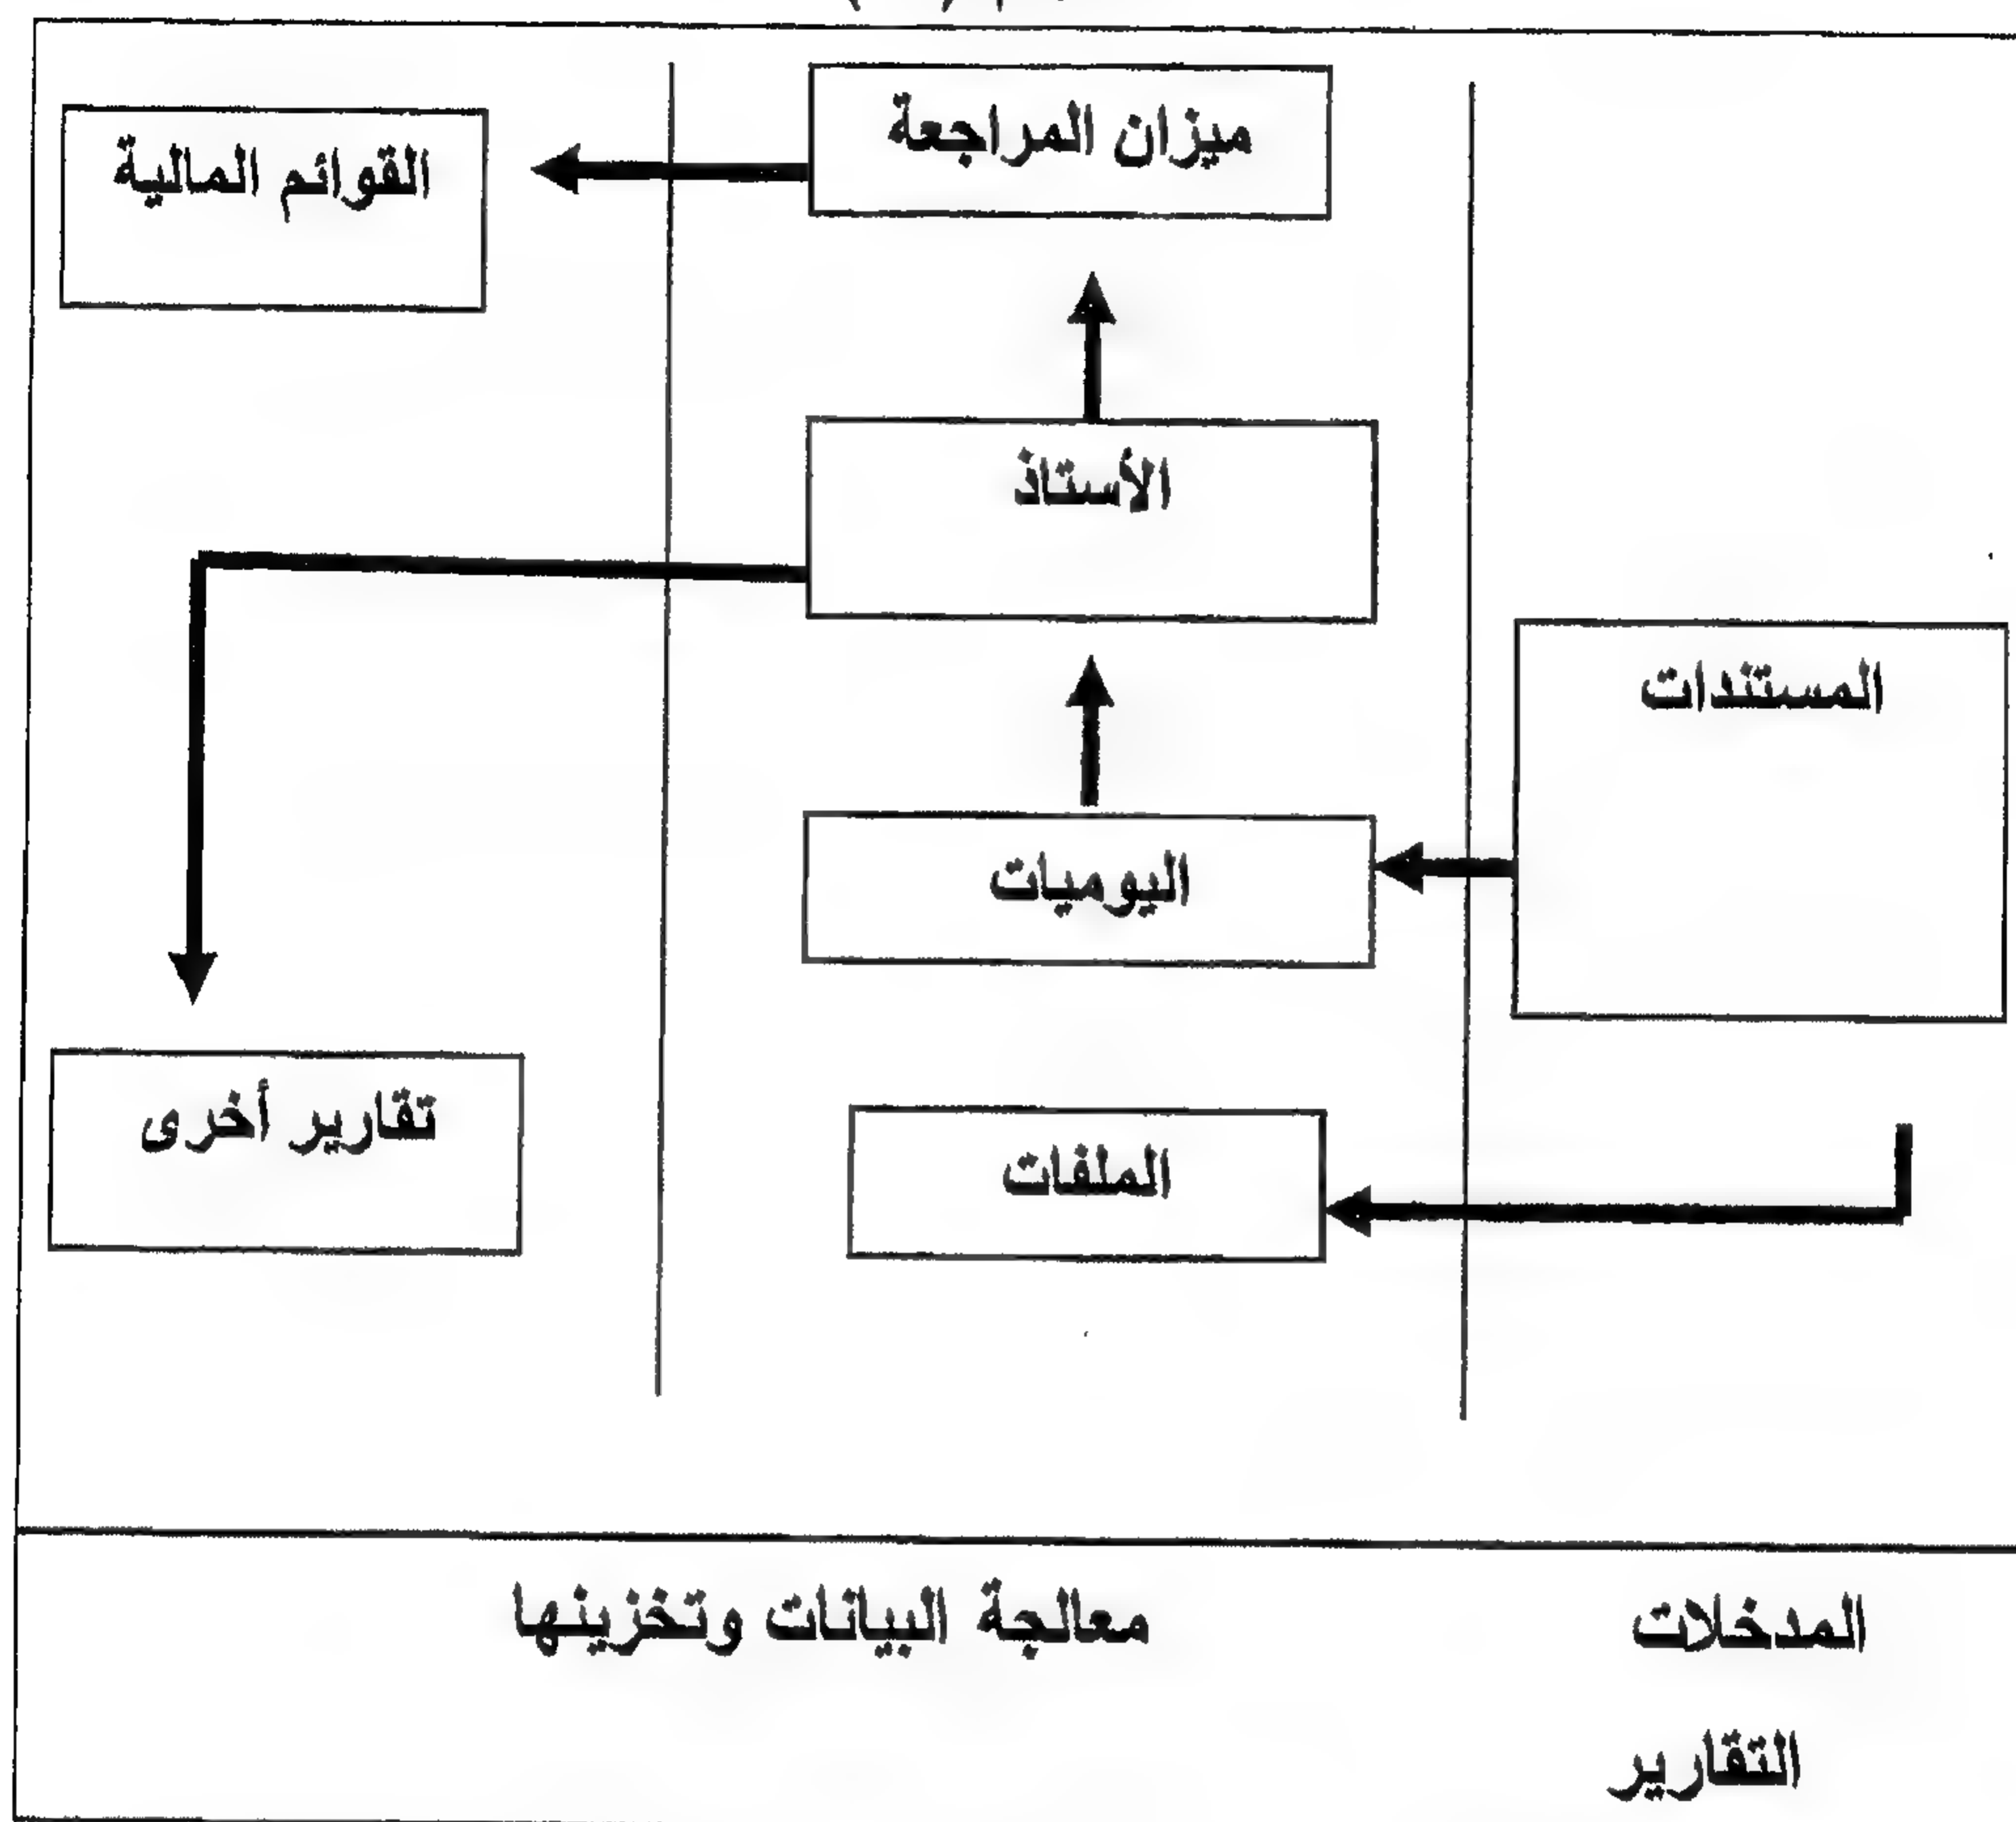 ميزان المراجعة
القوائم المالية
الأستاذ
المستندات
اليوميات
تقارير أخرى
الملفات
المدخلات معالجة البيانات وتخزينها
التقارير